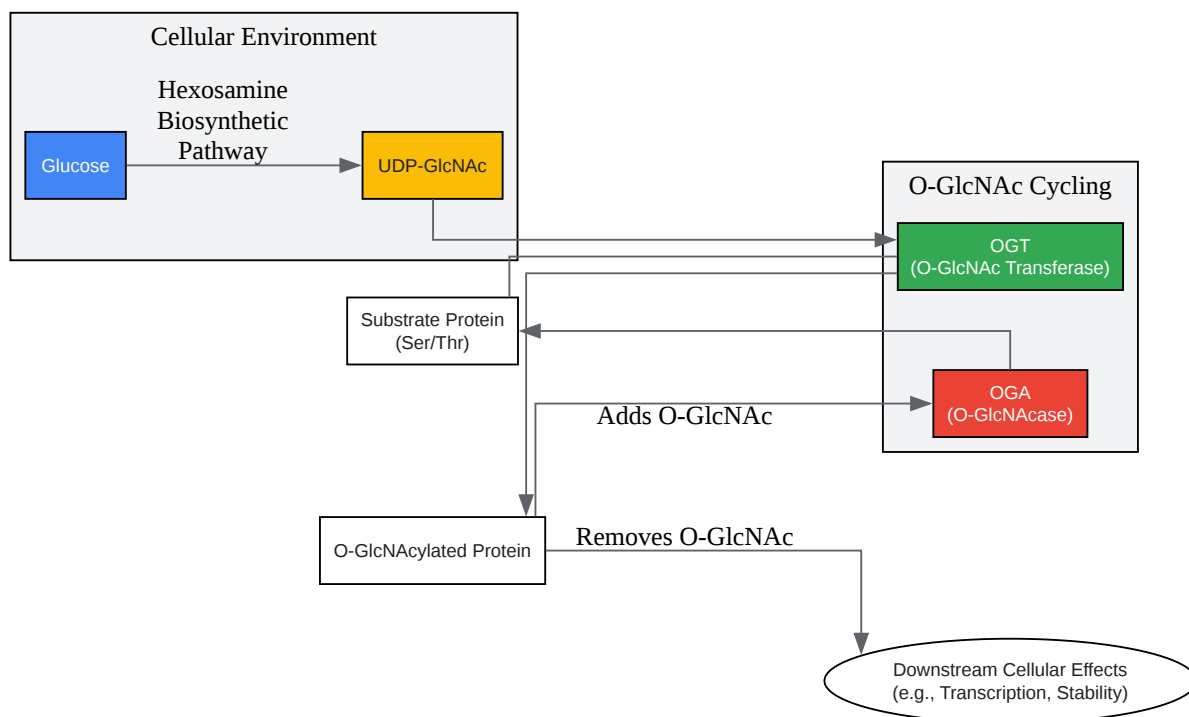 Cellular Environment
Hexosamine
Biosynthetic
Pathway
Glucose
UDP-GlcNAc
O-GlcNAc Cycling
OGT
(O-GlcNAc Transferase)
Substrate Protein
(Ser/Thr)
OGA
(O-GlcNAcase)
Adds O-GlcNAc
O-GlcNAcylated Protein
Removes O-GlcNAc
Downstream Cellular Effects
(e.g., Transcription, Stability)